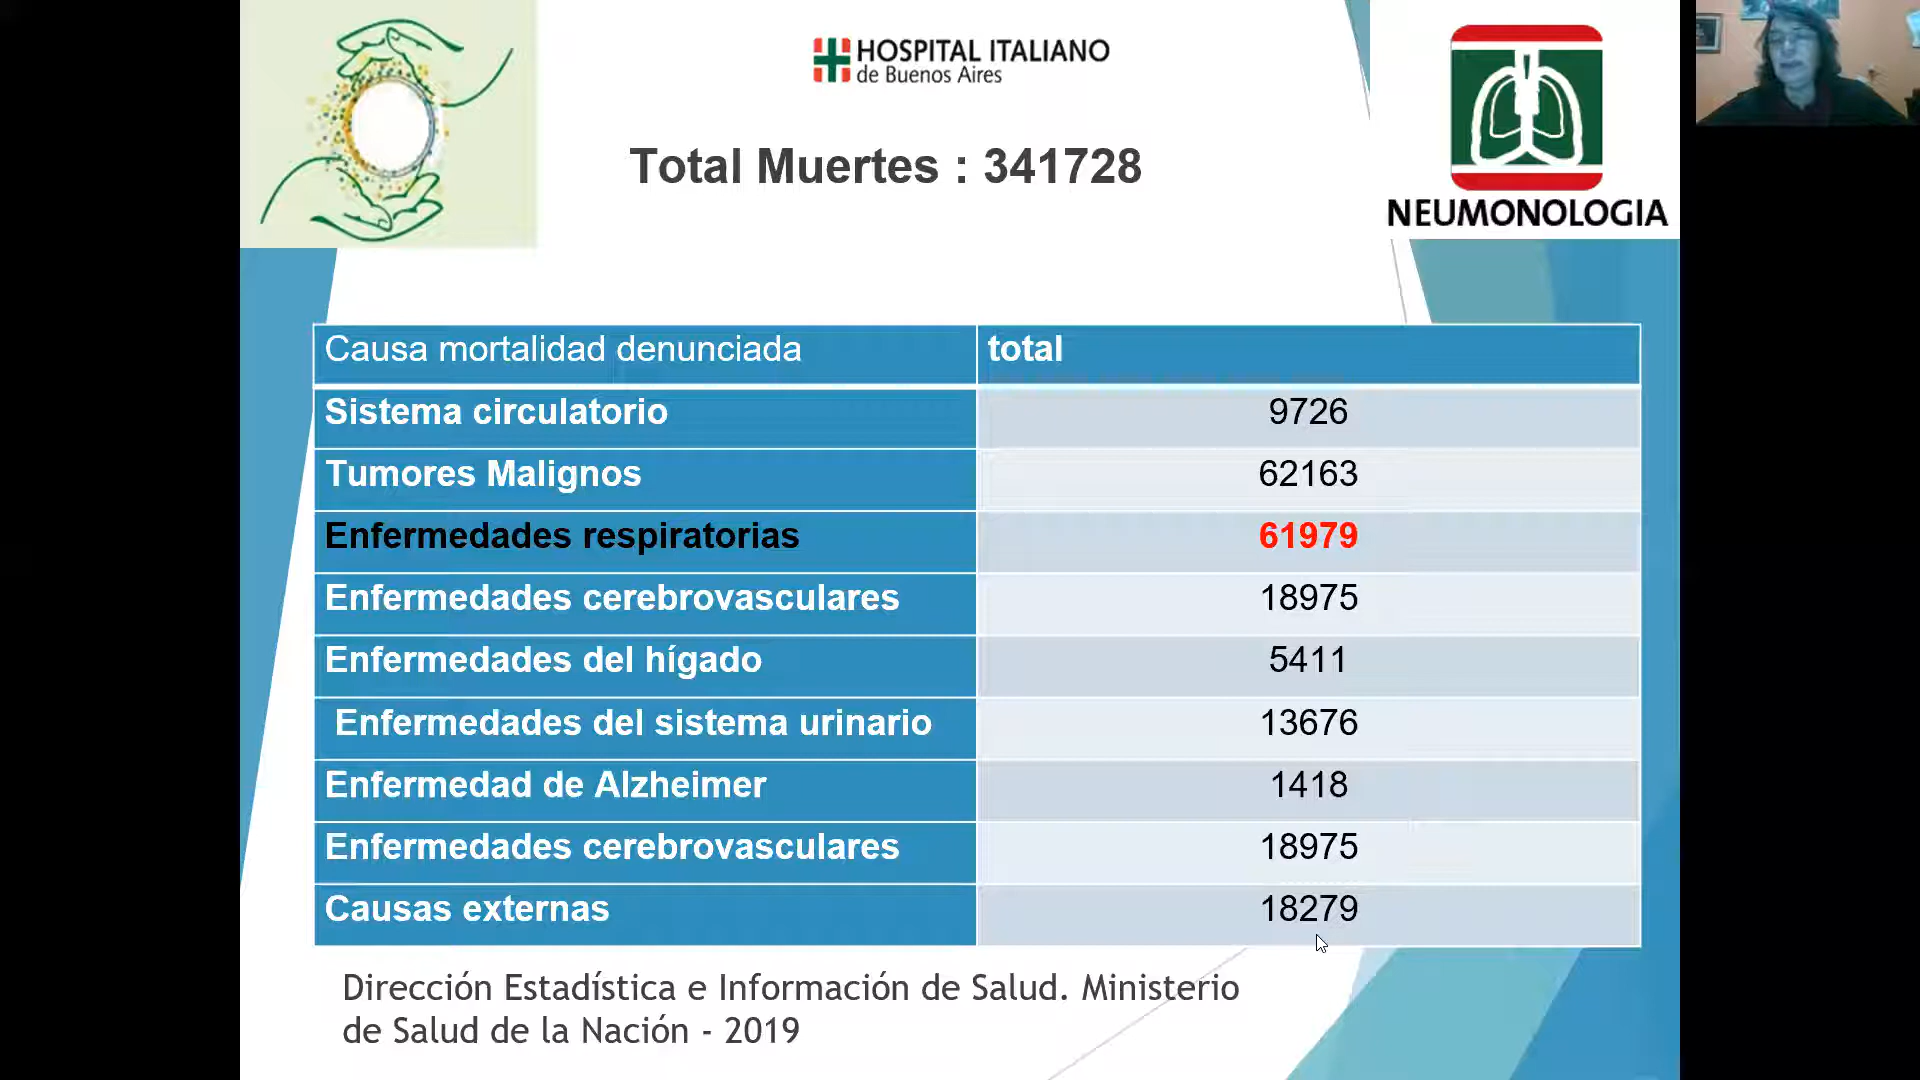 HOSPITAL ITALIANO
de Buenos Aires
Total Muertes : 341728
NEUMONOLOGIA
Causa mortalidad denunciada total
Sistema circulatorio 9726
Tumores Malignos 62163
Enfermedades respiratorias 61979
Enfermedades cerebrovasculares 18975
Enfermedades del hígado 5411
Enfermedades del sistema urinario 13676
Enfermedad de Alzheimer 1418
Enfermedades cerebrovasculares 18975
Causas externas 18279
Dirección Estadística e Información de Salud. Ministerio
de Salud de la Nación - 2019